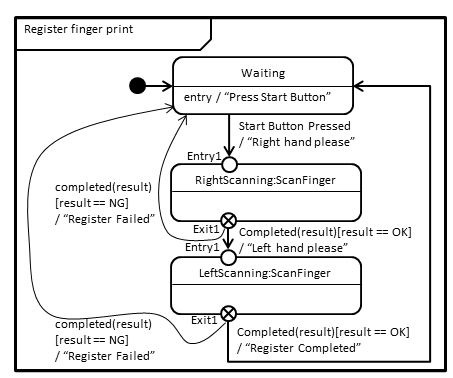 Register finger print
Waiting
entry / “Press Start Button”
Start Button Pressed
/ “Right hand please”
Entry1
RightScanning:ScanFinger
completed(result)
[result == NG]
/ “Register Failed”
Exit1
Completed(result)[result == OK]
/ “Left hand please”
Entry1
LeftScanning:ScanFinger
Exit1
completed(result)
[result == NG]
/ “Register Failed”
Completed(result)[result == OK]
/ “Register Completed”